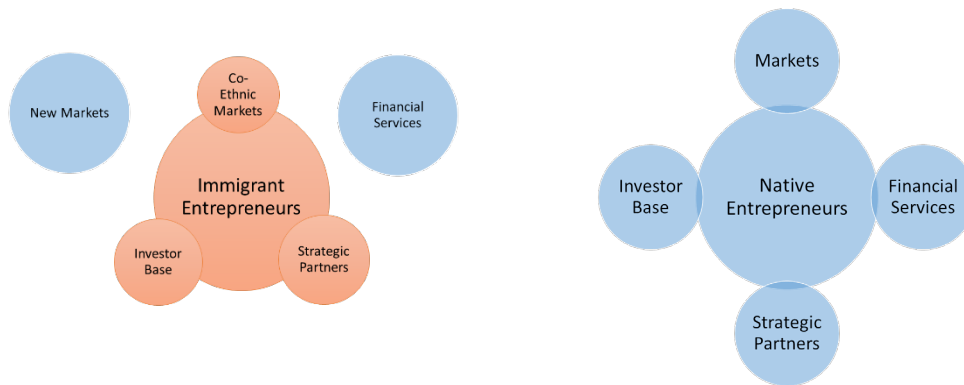 Co-
Ethnic
Markets
New Markets
Financial
Services
Immigrant
Entrepreneurs
Investor
Base
Strategic
Partners
Markets
Investor
Base
Native
Entrepreneurs
Financial
Services
Strategic
Partners